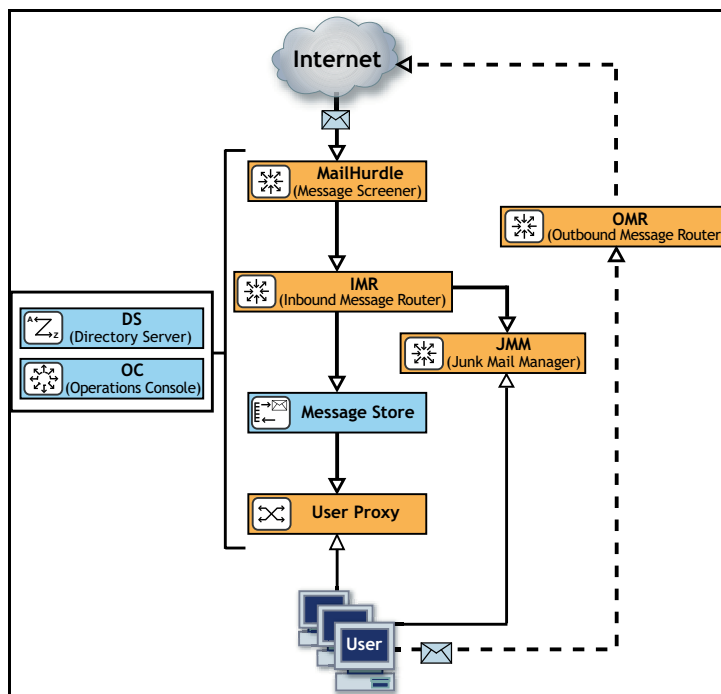 Internet
MailHurdle
(Message Screener)
OMR
(Outbound Message Router)
IMR
(Inbound Message Router)
A
Z
Z
DS
(Directory Server)
JMM
(Junk Mail Manager)
OC
(Operations Console)
Message Store
User Proxy
User